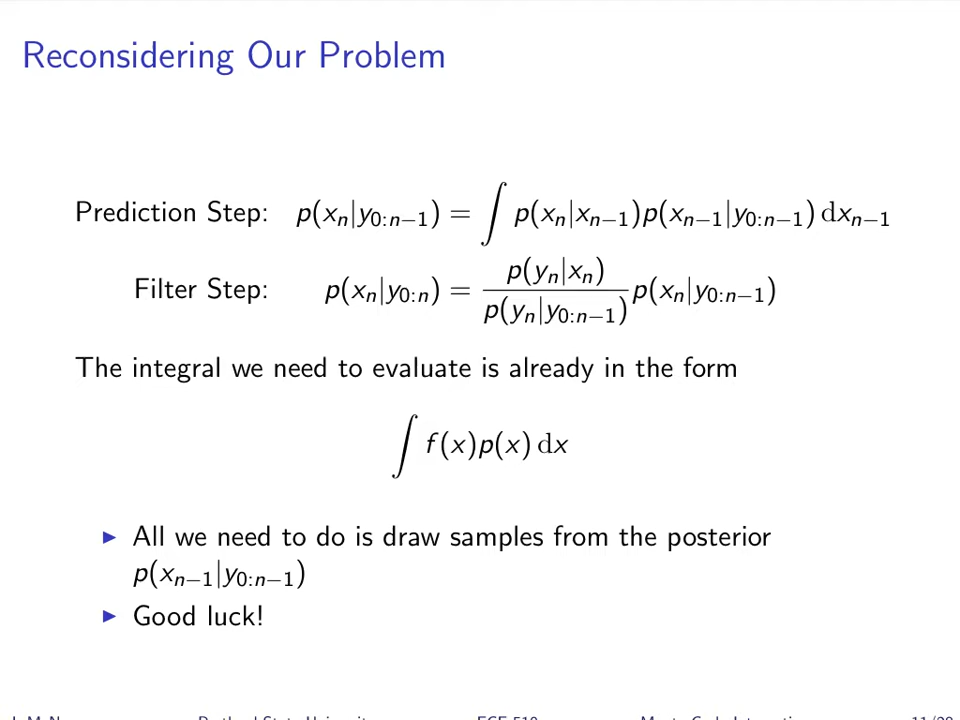 Reconsidering Our Problem
Prediction Step: p(xₙ|y₀:ₙ₋₁) = ∫ p(xₙ|xₙ₋₁)p(xₙ₋₁|y₀:ₙ₋₁) dxₙ₋₁
Filter Step: p(xₙ|y₀:ₙ) = p(yₙ|xₙ) / p(yₙ|y₀:ₙ₋₁) p(xₙ|y₀:ₙ₋₁)
The integral we need to evaluate is already in the form
∫ f(x)p(x) dx
▶ All we need to do is draw samples from the posterior
p(xₙ₋₁|y₀:ₙ₋₁)
▶ Good luck!